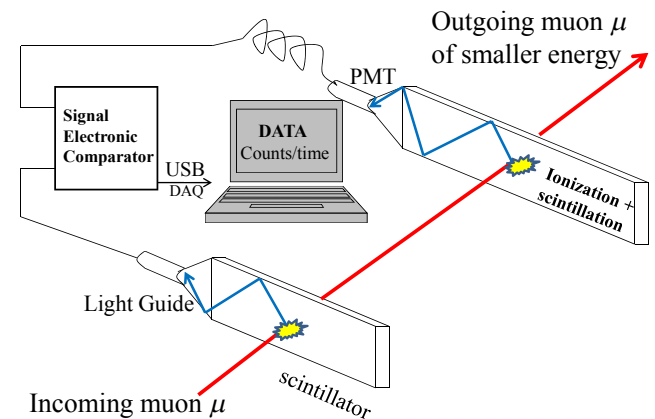 Outgoing muon μ
of smaller energy
PMT
Signal
Electronic
Comparator
DATA
Counts/time
USB
DAQ
Ionization +
scintillation
Light Guide
scintillator
Incoming muon μ